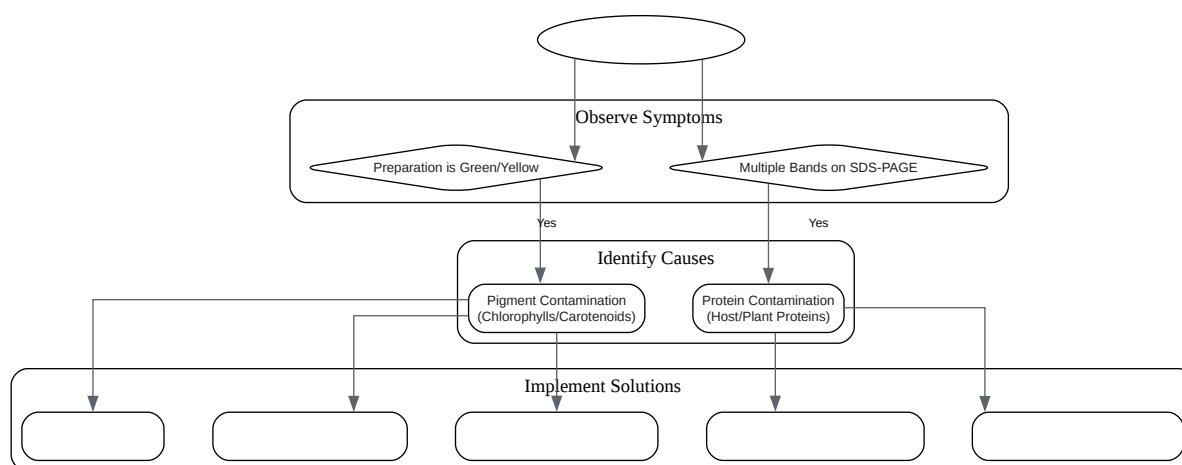 Observe Symptoms
Preparation is Green/Yellow
Multiple Bands on SDS-PAGE
Yes
Yes
Identify Causes
Pigment Contamination
(Chlorophylls/Carotenoids)
Protein Contamination
(Host/Plant Proteins)
Implement Solutions